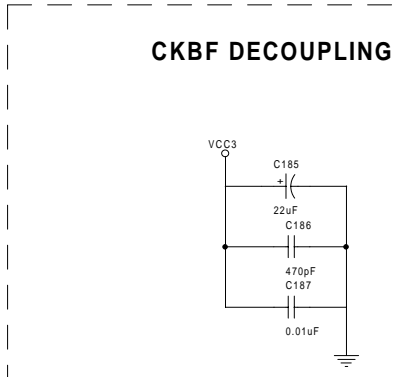 CKBF DECOUPLING
VCC3
C185
+
22uF
C186
470pF
C187
0.01uF